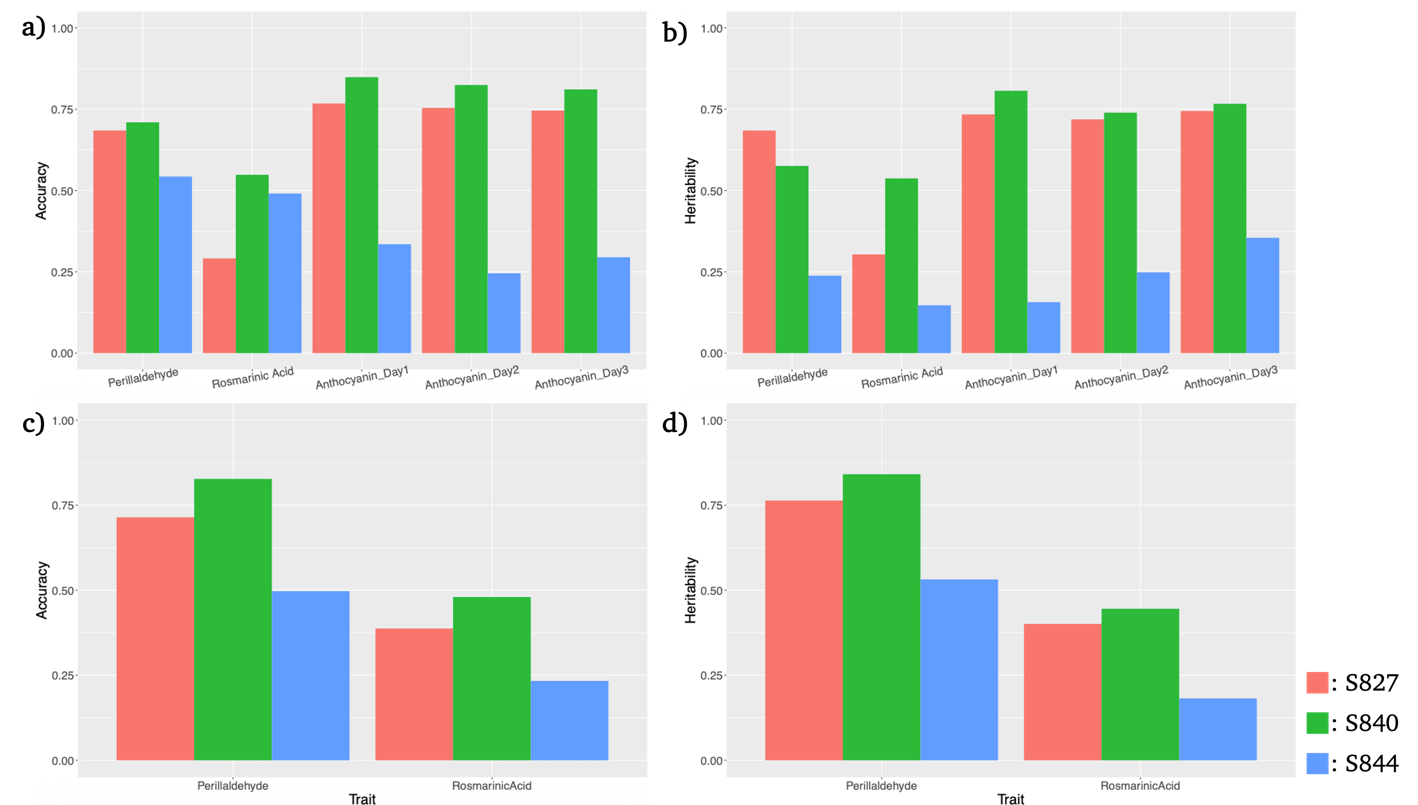 a)
1.00
0.75
0.50
0.25
0.00
Accuracy
Perillaldehyde
Rosmarinic Acid
Anthocyanin_Day1
Anthocyanin_Day2
Anthocyanin_Day3
b)
1.00
0.75
0.50
0.25
0.00
Heritability
Perillaldehyde
Rosmarinic Acid
Anthocyanin_Day1
Anthocyanin_Day2
Anthocyanin_Day3
c)
1.00
0.75
0.50
0.25
0.00
Accuracy
Perillaldehyde
RosmarinicAcid
Trait
d)
1.00
0.75
0.50
0.25
0.00
Heritability
Perillaldehyde
RosmarinicAcid
Trait
: S827
: S840
: S844